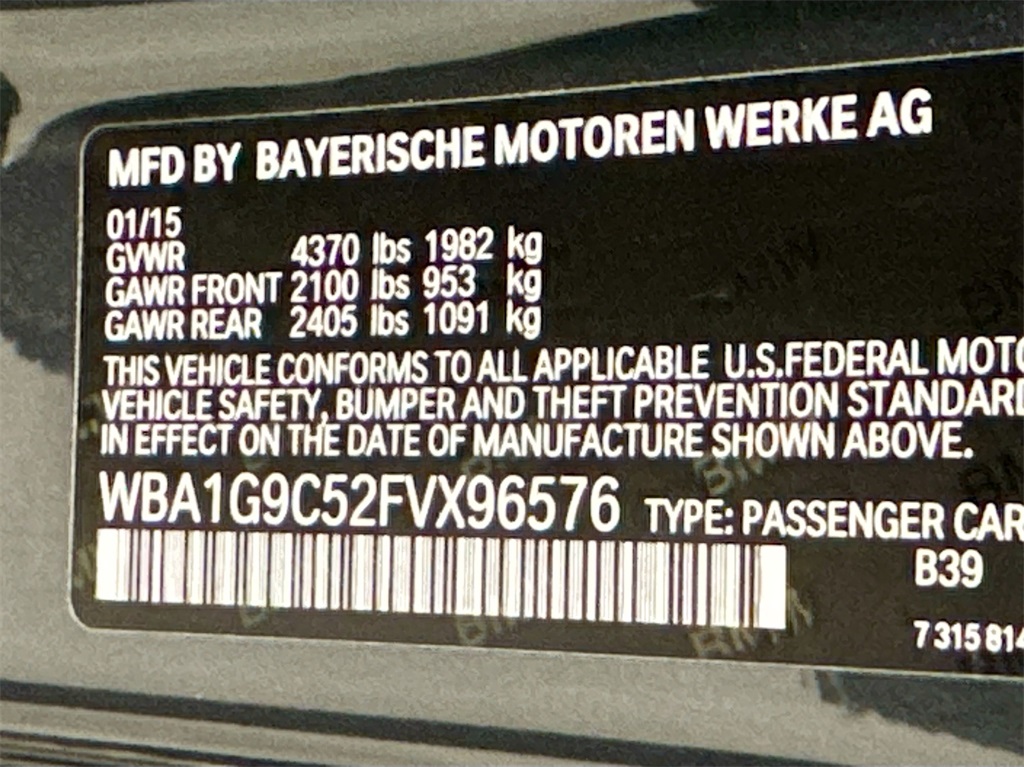 MFD BY BAYERISCHE MOTOREN WERKE AG
01/15
GVWR 4370 lbs 1982 kg
GAWR FRONT 2100 lbs 953 kg
GAWR REAR 2405 lbs 1091 kg
THIS VEHICLE CONFORMS TO ALL APPLICABLE U.S.FEDERAL MOTO
VEHICLE SAFETY, BUMPER AND THEFT PREVENTION STANDARD
IN EFFECT ON THE DATE OF MANUFACTURE SHOWN ABOVE.
WBA1G9C52FVX96576 TYPE: PASSENGER CAR
B39
7 315 814